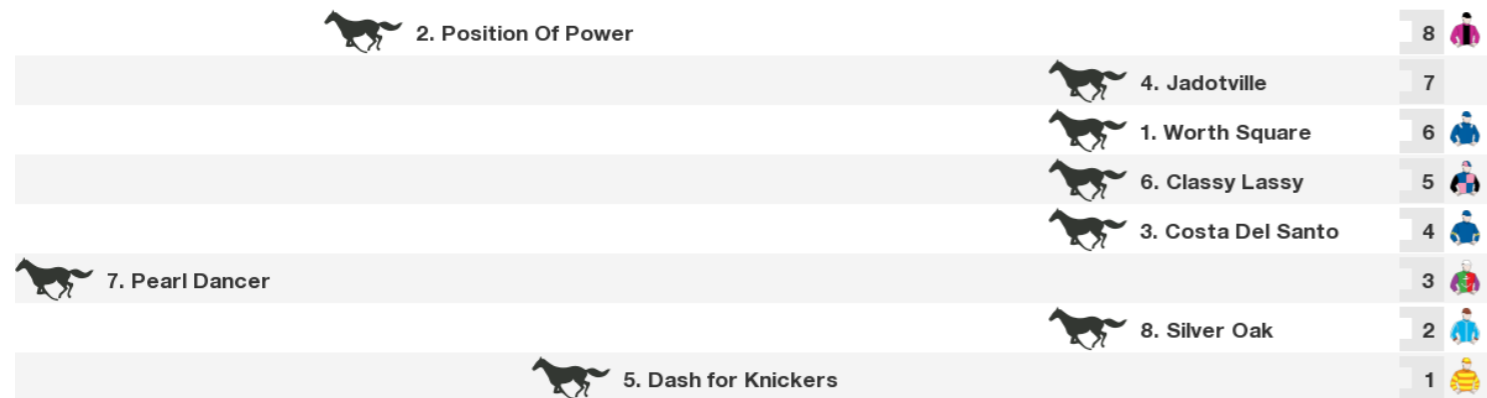 2. Position Of Power 8
4. Jadotville 7
1. Worth Square 6
6. Classy Lassy 5
3. Costa Del Santo 4
7. Pearl Dancer 3
8. Silver Oak 2
5. Dash for Knickers 1